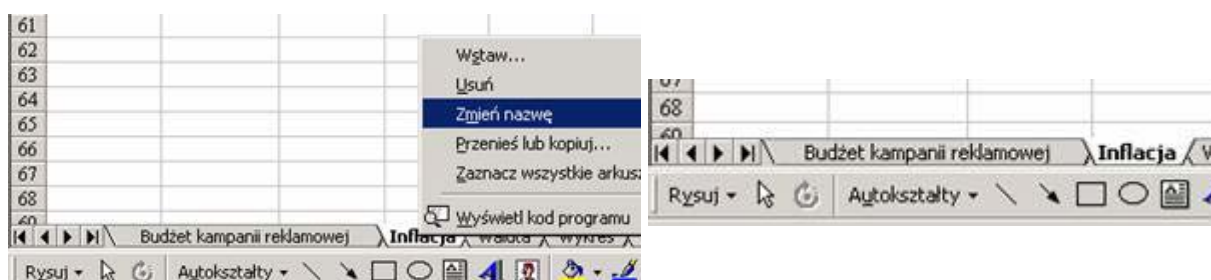 61
62
63
64
65
66
67
68
Wstaw...
Usuń
Zmień nazwę
Przenieś lub kopiuj...
Zaznacz wszystkie arkusz
Wyświetl kod programu
Budżet kampanii reklamowej Inflacja Waluta Wykres
Rysuj Autokształty
68
Budżet kampanii reklamowej Inflacja
Rysuj Autokształty